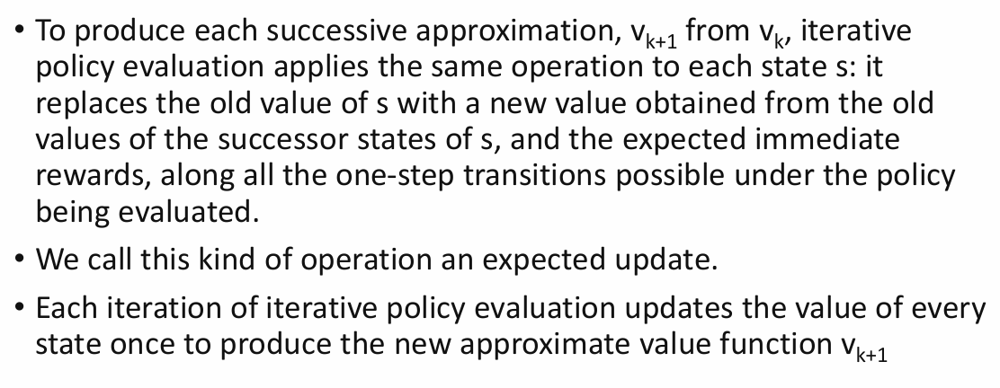 • To produce each successive approximation, vk+1 from vk, iterative
policy evaluation applies the same operation to each state s: it
replaces the old value of s with a new value obtained from the old
values of the successor states of s, and the expected immediate
rewards, along all the one-step transitions possible under the policy
being evaluated.
• We call this kind of operation an expected update.
• Each iteration of iterative policy evaluation updates the value of every
state once to produce the new approximate value function vk+1